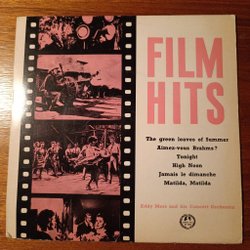 FILM
HITS
The green leaves of Summer
Aimez-vous Brahms?
Tonight
High Noon
Jamais le dimanche
Matilda, Matilda
Eddy Mers and his Concert Orchestra